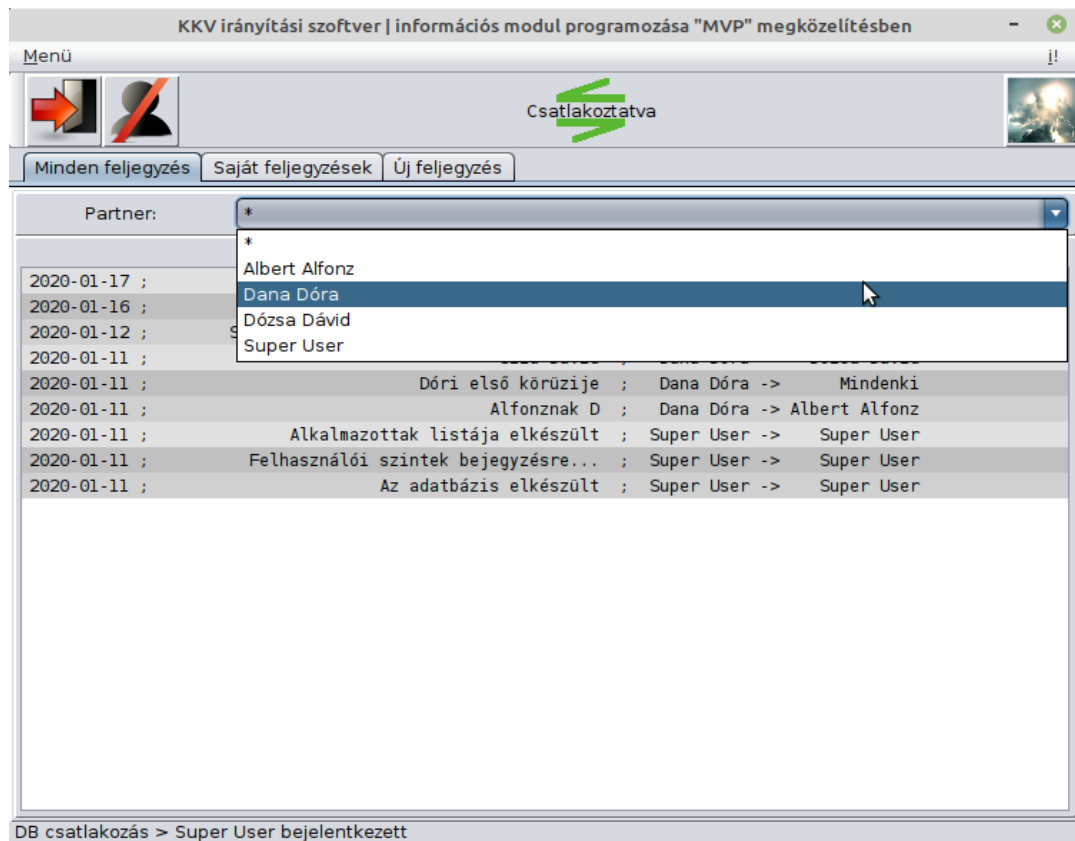 KKV irányítási szoftver | információs modul programozása "MVP" megközelítésben
Menü i!
Csatlakoztatva
Minden feljegyzés Saját feljegyzések Új feljegyzés
Partner: *
*
Albert Alfonz
2020-01-17 ;
Dana Dóra
2020-01-16 ;
Dózsa Dávid
2020-01-12 ; S
Super User
2020-01-11 ;
2020-01-11 ; Dóri első körüzije ; Dana Dóra -> Mindenki
2020-01-11 ; Alfonznak D ; Dana Dóra -> Albert Alfonz
2020-01-11 ; Alkalmazottak listája elkészült ; Super User -> Super User
2020-01-11 ; Felhasználói szintek bejegyzésre... ; Super User -> Super User
2020-01-11 ; Az adatbázis elkészült ; Super User -> Super User
DB csatlakozás > Super User bejelentkezett